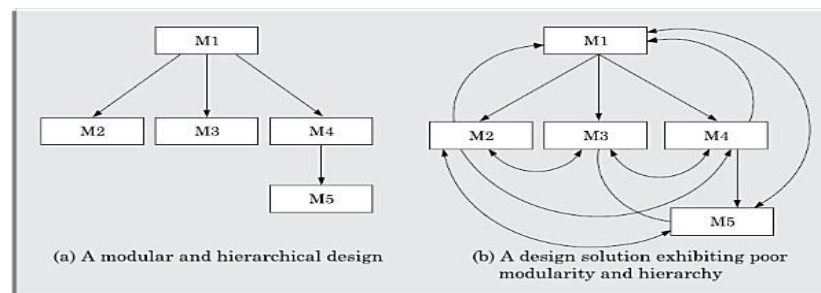 M1
M2
M3
M4
M5
(a) A modular and hierarchical design
M1
M2
M3
M4
M5
(b) A design solution exhibiting poor
modularity and hierarchy